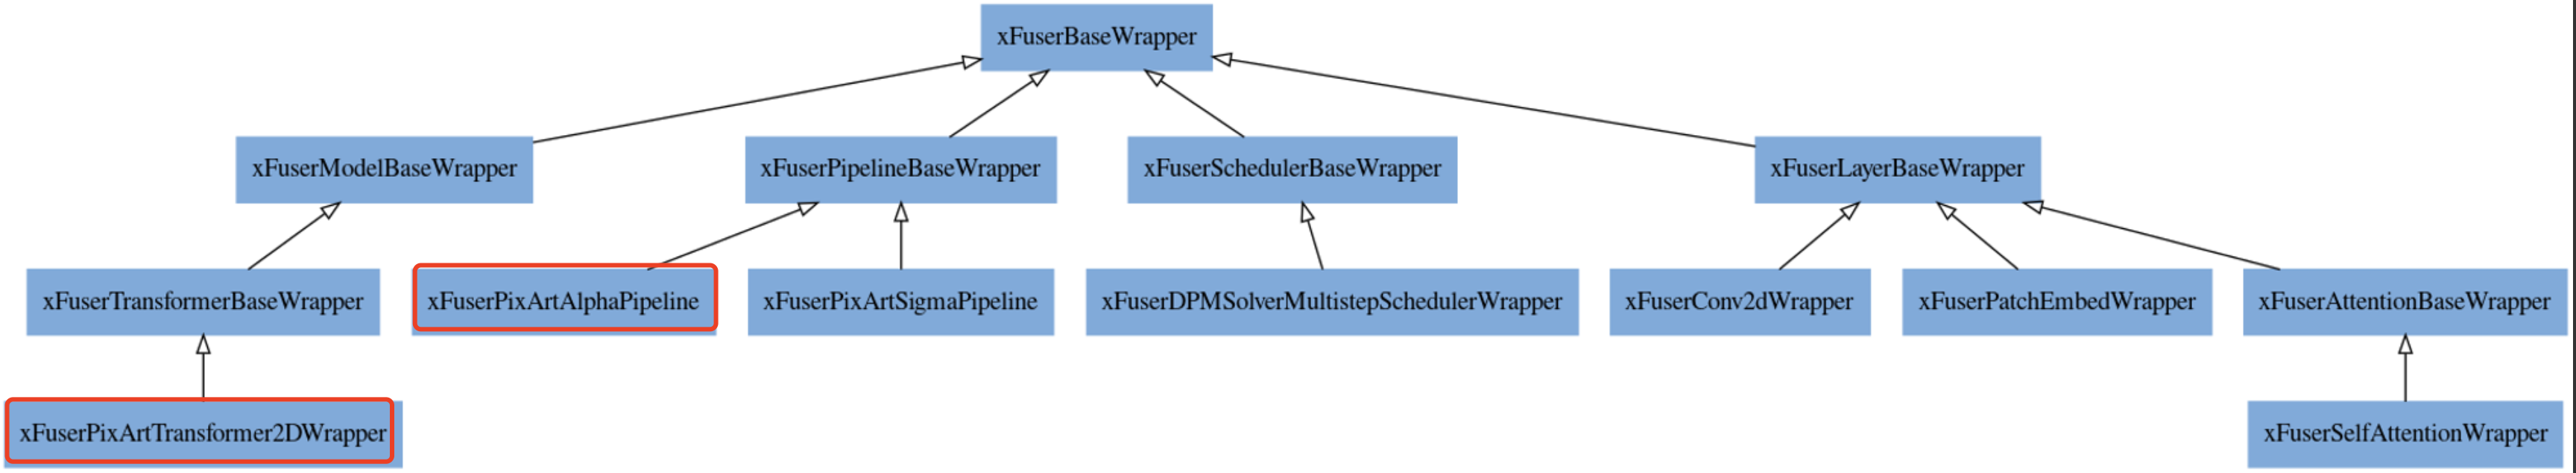 xFuserBaseWrapper
xFuserModelBaseWrapper
xFuserPipelineBaseWrapper
xFuserSchedulerBaseWrapper
xFuserLayerBaseWrapper
xFuserTransformerBaseWrapper
xFuserPixArtAlphaPipeline
xFuserPixArtSigmaPipeline
xFuserDPMSolverMultistepSchedulerWrapper
xFuserConv2dWrapper
xFuserPatchEmbedWrapper
xFuserAttentionBaseWrapper
xFuserPixArtTransformer2DWrapper
xFuserSelfAttentionWrapper